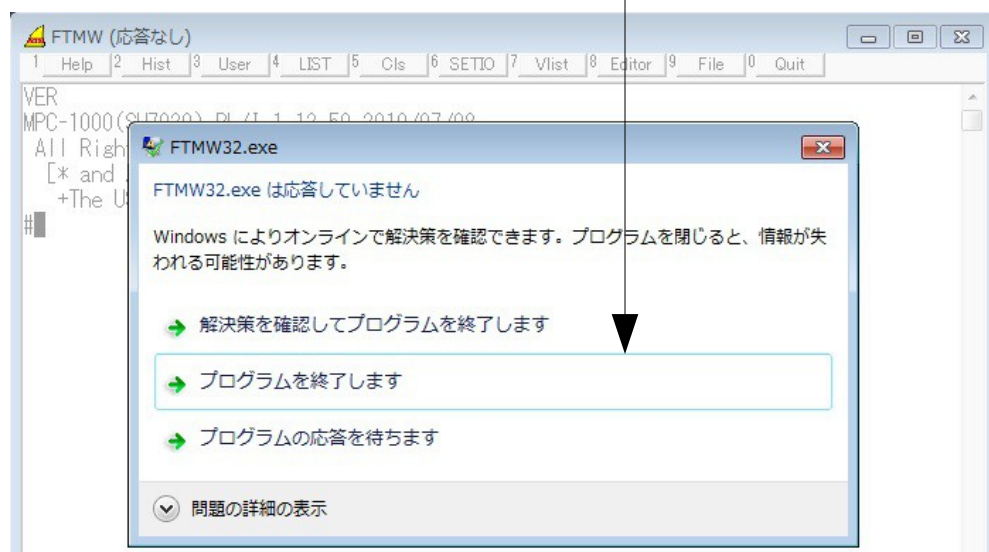 FTMW (応答なし)
1 Help 2 Hist 3 User 4 LIST 5 Cls 6 SETIO 7 Vlist 8 Editor 9 File 0 Quit
VER
MPC-1000(SH7030) BL/I 1.12_50 2010/07/08
All Righ
[* and
+The U
#
FTMW32.exe
FTMW32.exe は応答していません
Windows によりオンラインで解決策を確認できます。プログラムを閉じると、情報が失
われる可能性があります。
解決策を確認してプログラムを終了します
プログラムを終了します
プログラムの応答を待ちます
問題の詳細の表示